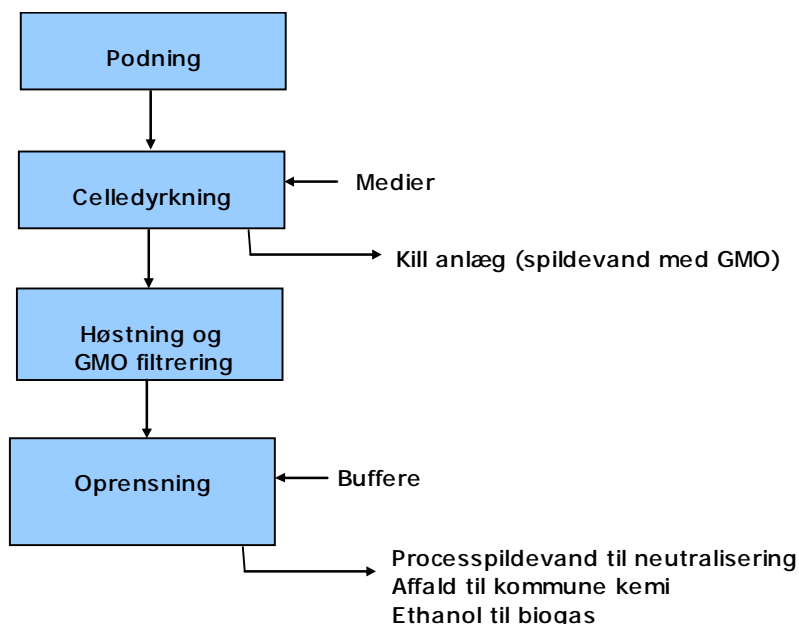 Podning
Celledyrkning
Medier
Kill anlæg (spildevand med GMO)
Høstning og
GMO filtrering
Oprensning
Buffere
Processpildevand til neutralisering
Affald til kommune kemi
Ethanol til biogas